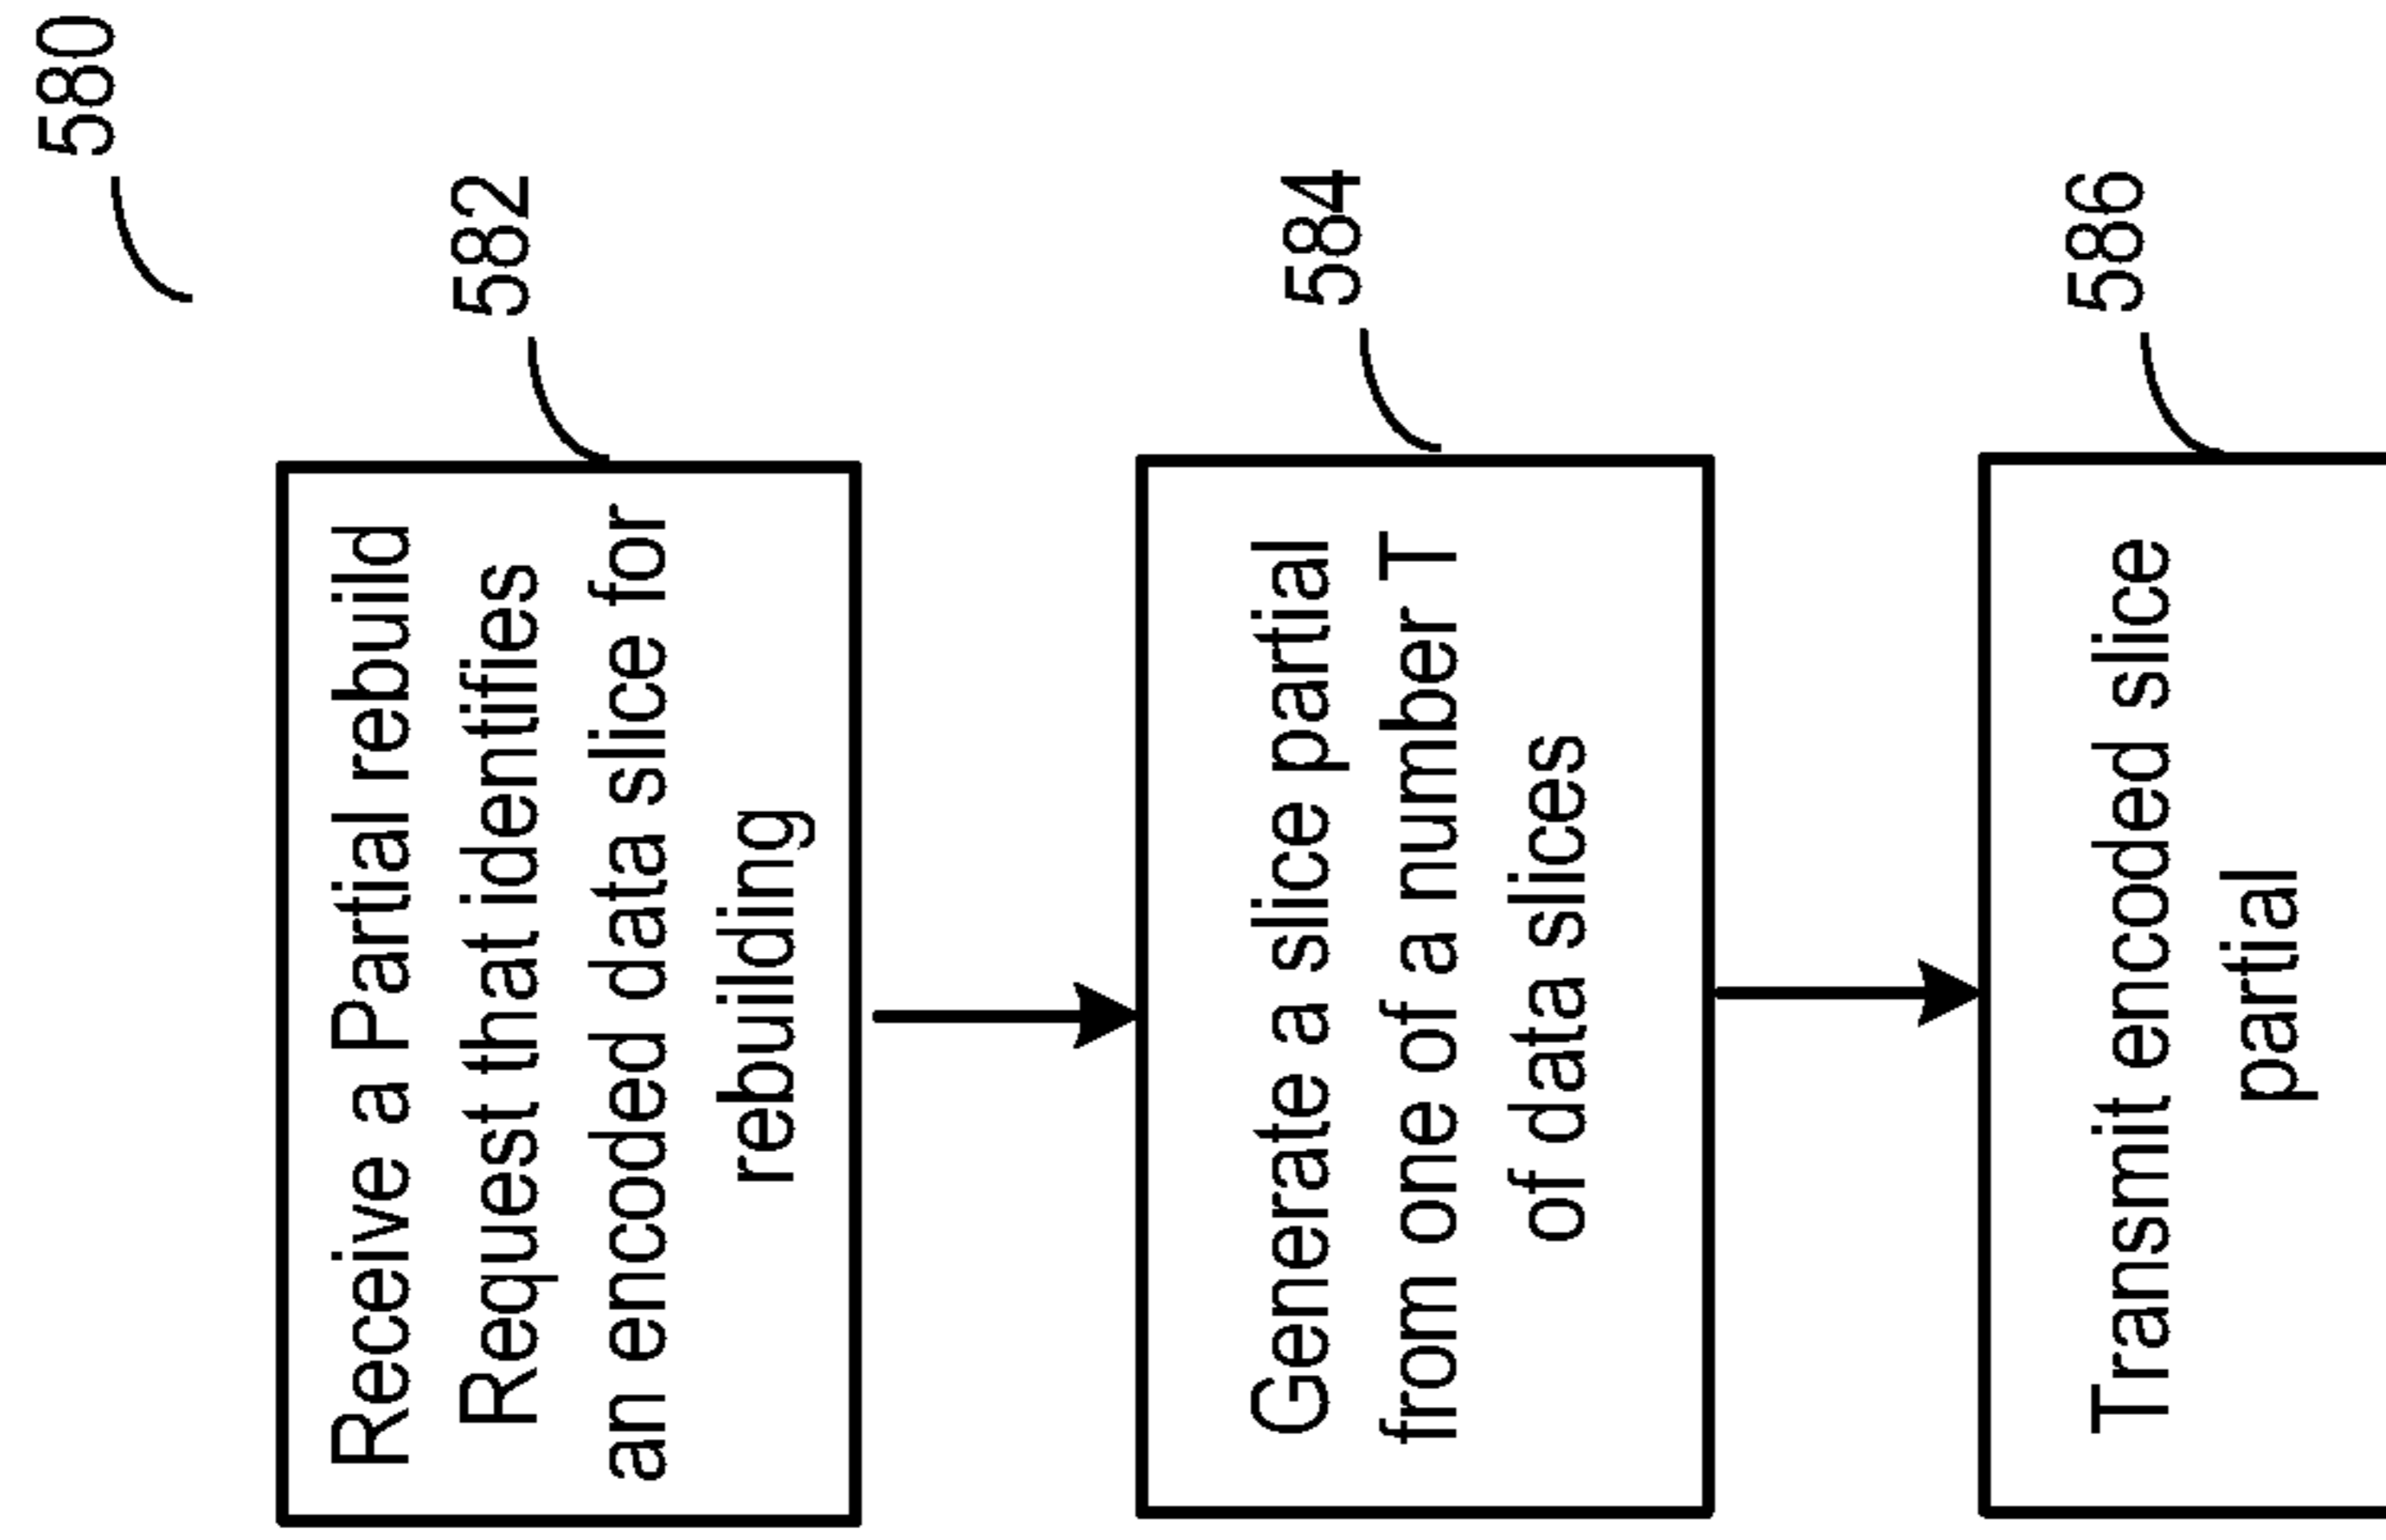 580
582
Receive a Partial rebuild
Request that identifies
an encoded data slice for
rebuilding
584
Generate a slice partial
from one of a number T
of data slices
586
Transmit encoded slice
partial